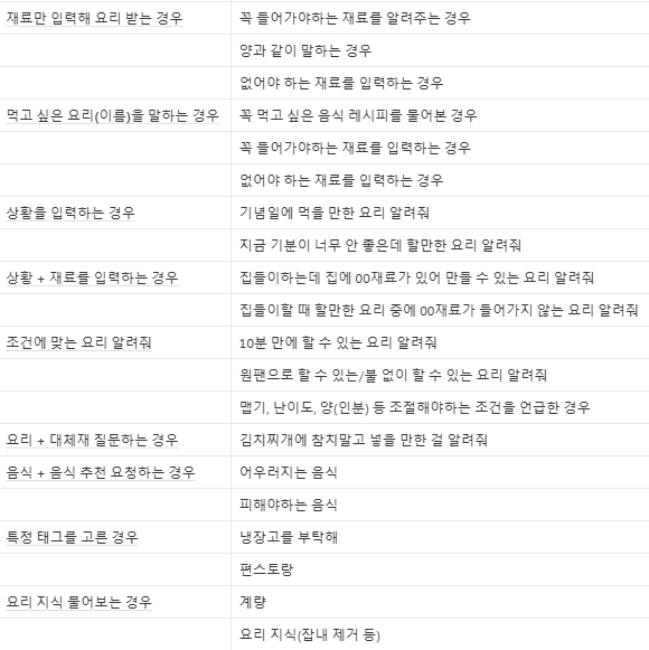 재료만 입력해 요리 받는 경우 꼭 들어가야하는 재료를 알려주는 경우
양과 같이 말하는 경우
없어야 하는 재료를 입력하는 경우
먹고 싶은 요리(이름)을 말하는 경우 꼭 먹고 싶은 음식 레시피를 물어본 경우
꼭 들어가야하는 재료를 입력하는 경우
없어야 하는 재료를 입력하는 경우
상황을 입력하는 경우 기념일에 먹을 만한 요리 알려줘
지금 기분이 너무 안 좋은데 할만한 요리 알려줘
상황 + 재료를 입력하는 경우 집들이하는데 집에 00재료가 있어 만들 수 있는 요리 알려줘
집들이할 때 할만한 요리 중에 00재료가 들어가지 않는 요리 알려줘
조건에 맞는 요리 알려줘 10분 만에 할 수 있는 요리 알려줘
원팬으로 할 수 있는/불 없이 할 수 있는 요리 알려줘
맵기, 난이도, 양(인분) 등 조절해야하는 조건을 언급한 경우
요리 + 대체재 질문하는 경우 김치찌개에 참치말고 넣을 만한 걸 알려줘
음식 + 음식 추천 요청하는 경우 어우러지는 음식
피해야하는 음식
특정 태그를 고른 경우 냉장고를 부탁해
편스토랑
요리 지식 물어보는 경우 계량
요리 지식(잡내 제거 등)